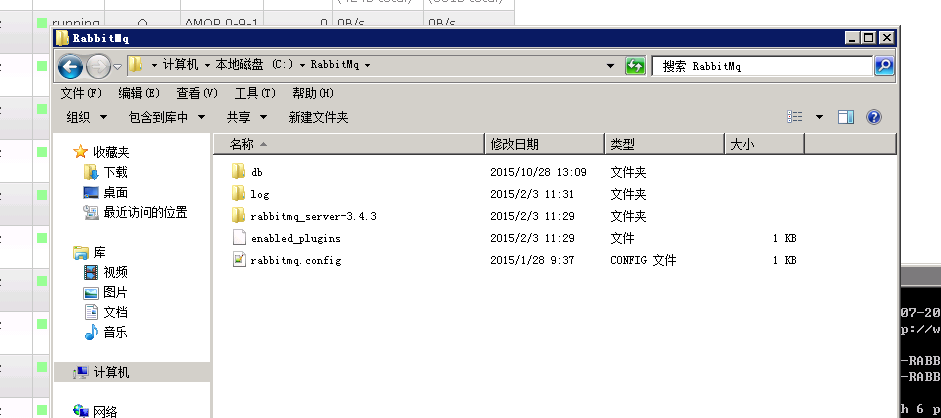 running AMQP 0-9-1 0 0B/s 0B/s
RabbitMq
计算机 本地磁盘 (C:) RabbitMq
搜索 RabbitMq
文件(F) 编辑(E) 查看(V) 工具(T) 帮助(H)
组织 包含到库中 共享 新建文件夹
名称 修改日期 类型 大小
收藏夹
下载
桌面
最近访问的位置
库
视频
图片
文档
音乐
计算机
网络
db 2015/10/28 13:09 文件夹
log 2015/2/3 11:31 文件夹
rabbitmq_server-3.4.3 2015/2/3 11:29 文件夹
enabled_plugins 2015/2/3 11:29 文件 1 KB
rabbitmq.config 2015/1/28 9:37 CONFIG 文件 1 KB
07-20
p://w
-RABB
-RABB
h 6 p